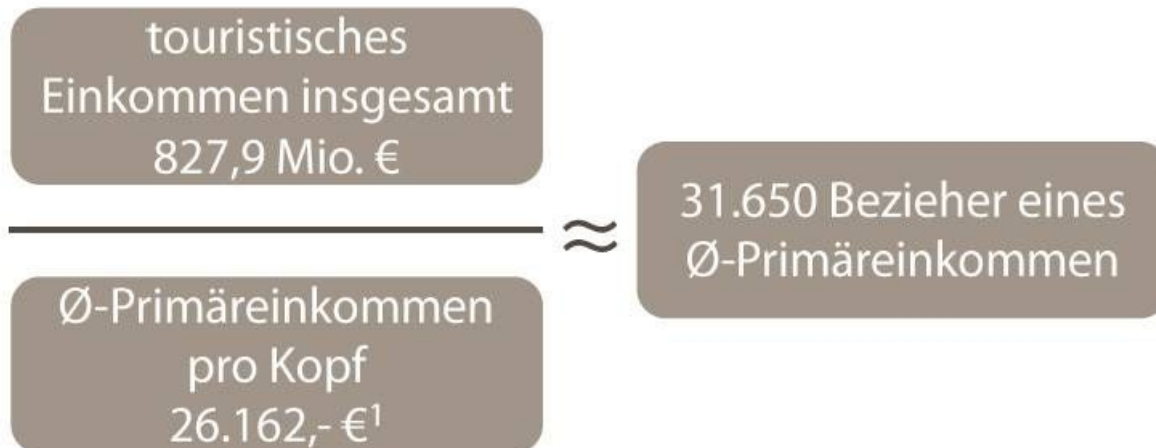 touristisches
Einkommen insgesamt
827,9 Mio. €
≈
31.650 Bezieher eines
Ø-Primäreinkommen
Ø-Primäreinkommen
pro Kopf
26.162,- €¹